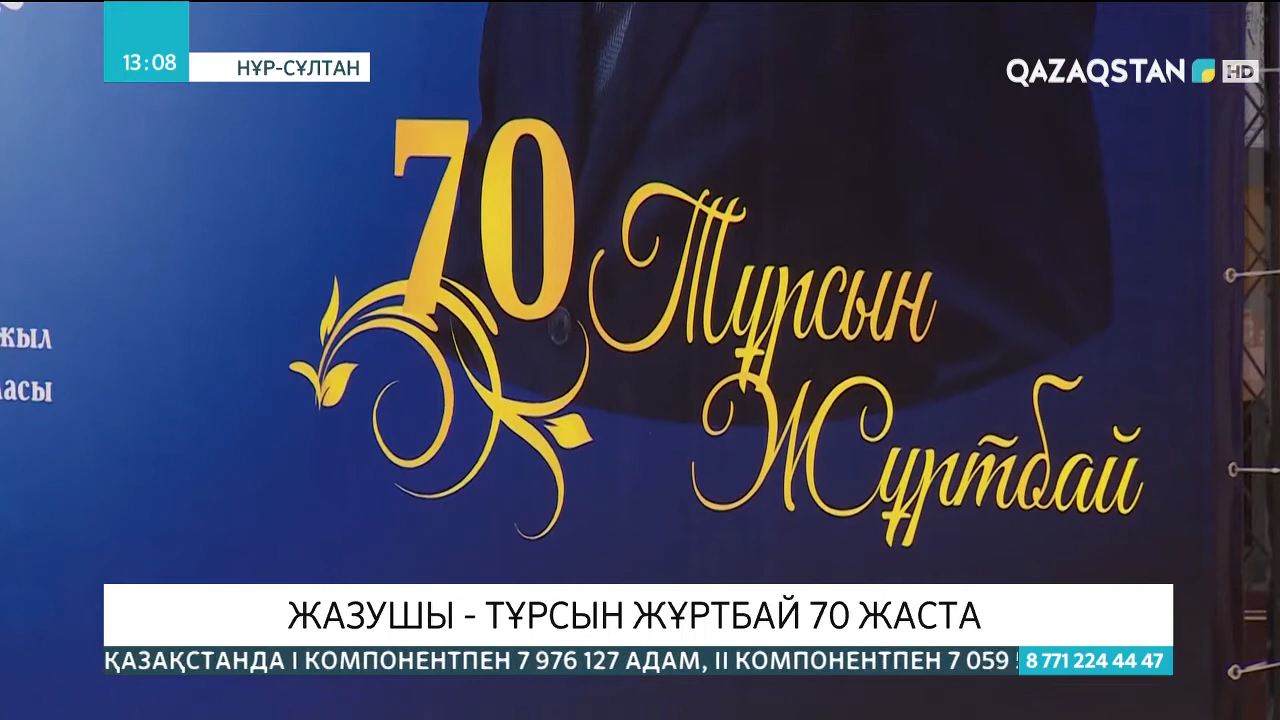 13:08
НҰР-СҰЛТАН
QAZAQSTAN HD
70
Тұрсын
Жұртбай
жыл
ЖАЗУШЫ - ТҰРСЫН ЖҰРТБАЙ 70 ЖАСТА
ҚАЗАҚСТАНДА I КОМПОНЕНТПЕН 7 976 127 АДАМ, II КОМПОНЕНТПЕН 7 059
8 771 224 44 47